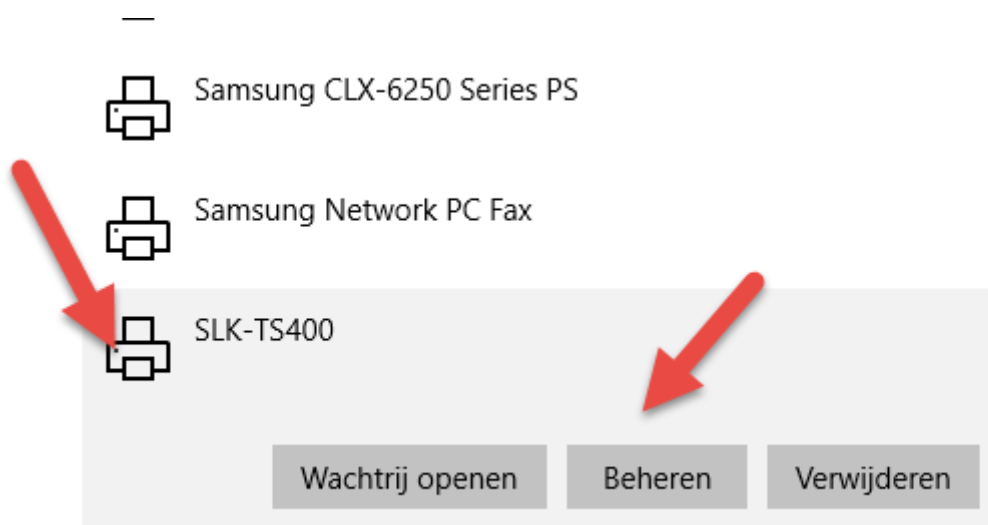 Samsung CLX-6250 Series PS
Samsung Network PC Fax
SLK-TS400
Wachtrij openen Beheren Verwijderen